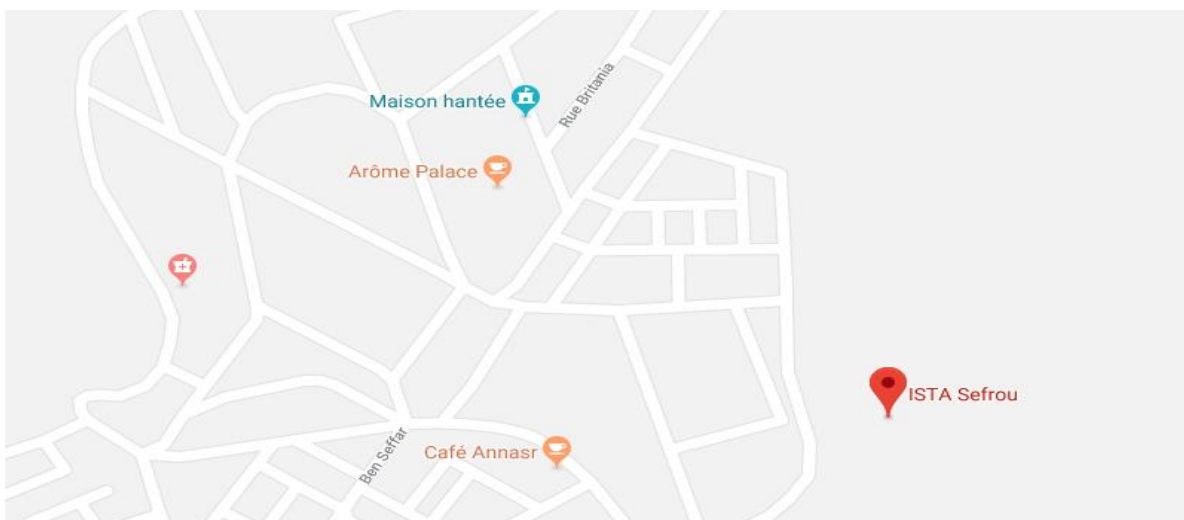 Maison hantée
Rue Britania
Arôme Palace
ISTA Sefrou
Café Annasr
Ben Seffar